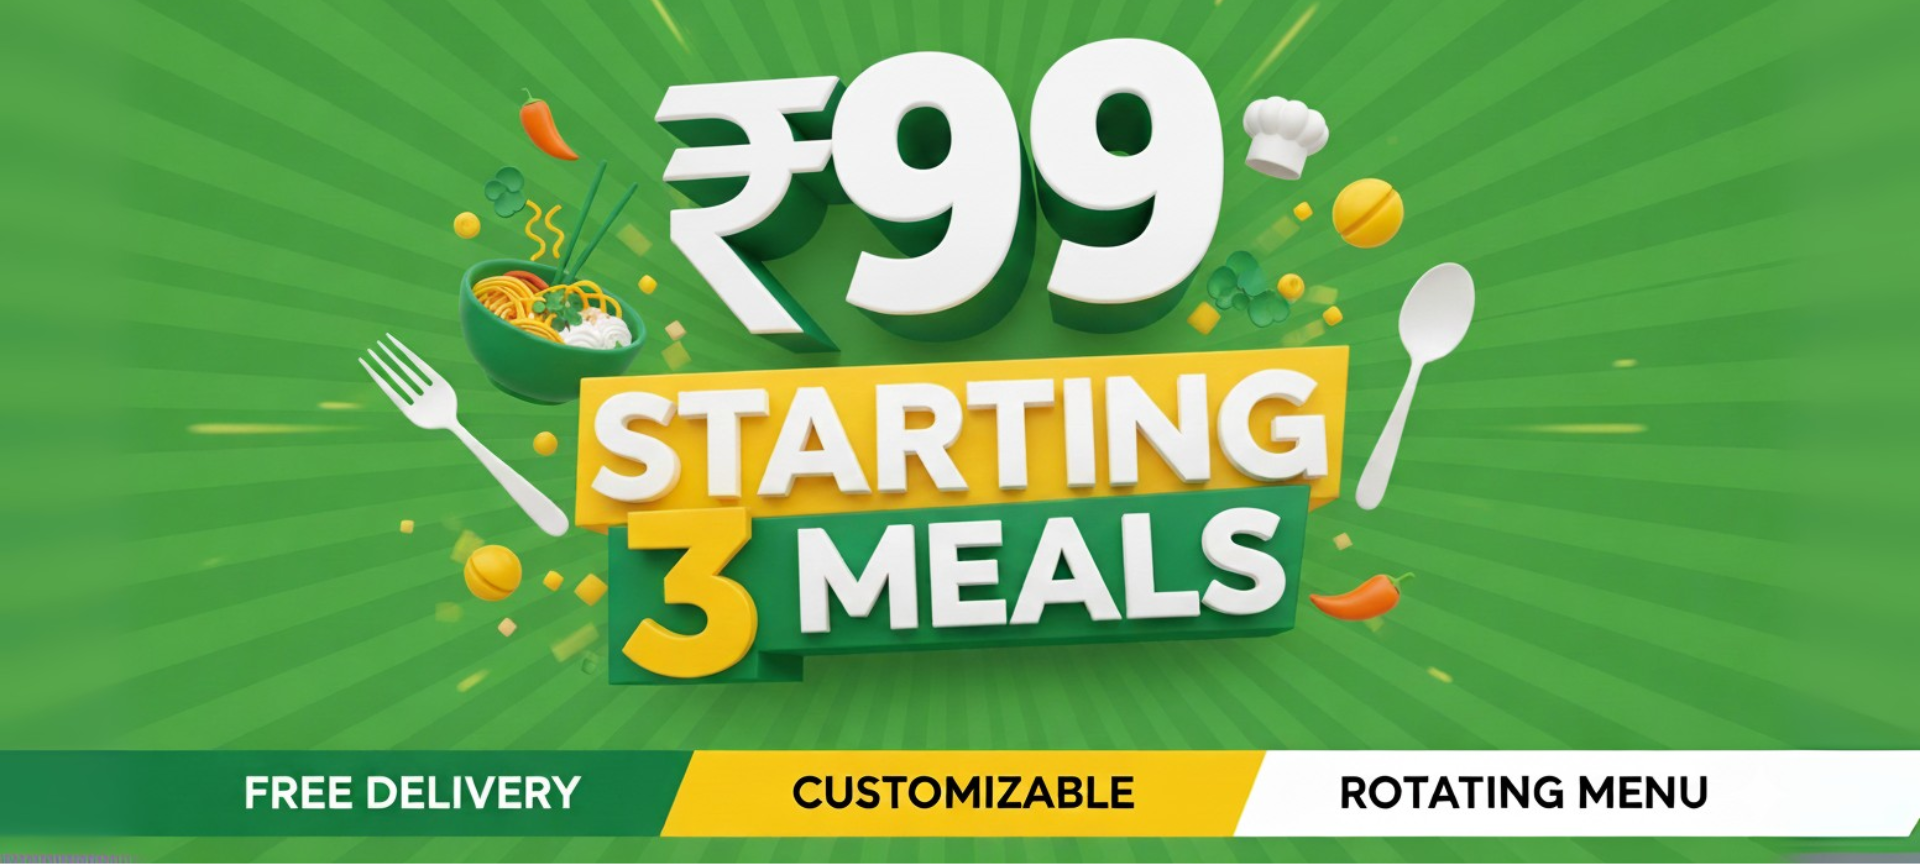 ₹99
STARTING
3 MEALS
FREE DELIVERY
CUSTOMIZABLE
ROTATING MENU